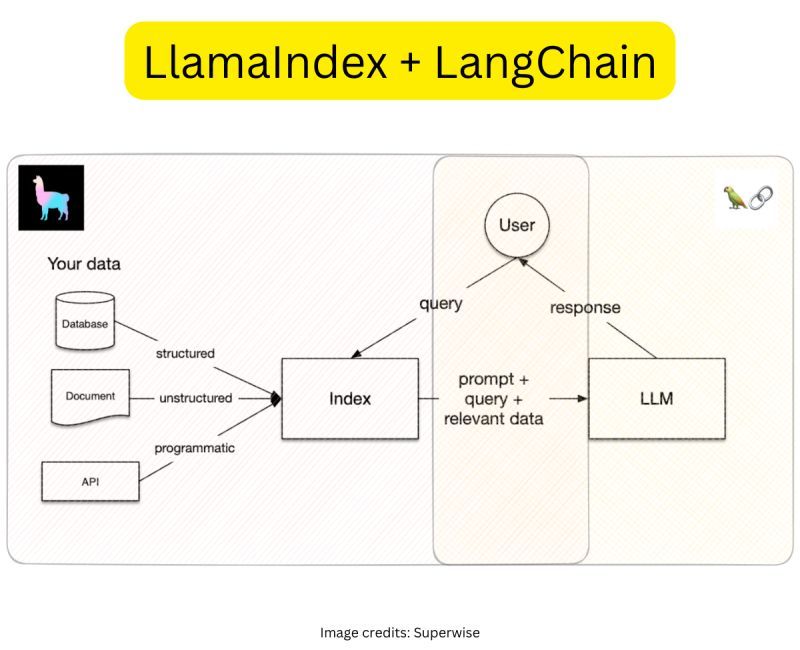 LlamaIndex + LangChain
Your data
Database
Document
API
structured
unstructured
programmatic
Index
User
query
response
prompt +
query +
relevant data
LLM
Image credits: Superwise